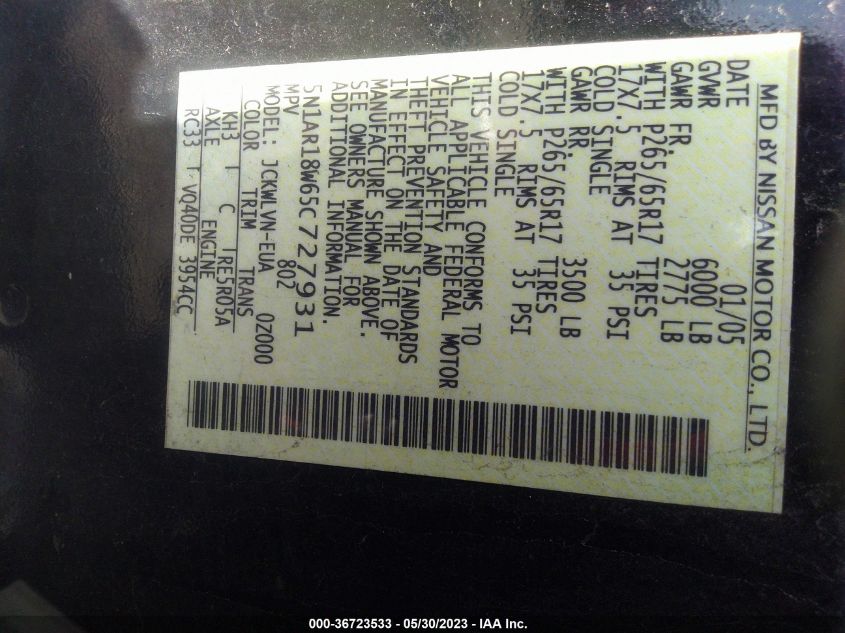 MFD BY NISSAN MOTOR CO., LTD.
DATE 01/05
GVWR 6000 LB
GAWR FR. 2775 LB
WITH P265/65R17 TIRES
17X7.5 RIMS AT 35 PSI
COLD SINGLE
GAWR RR. 3500 LB
WITH P265/65R17 TIRES
17X7.5 RIMS AT 35 PSI
COLD SINGLE
THIS VEHICLE CONFORMS TO
ALL APPLICABLE FEDERAL MOTOR
VEHICLE SAFETY AND
THEFT PREVENTION STANDARDS
IN EFFECT ON THE DATE OF
MANUFACTURE SHOWN ABOVE.
SEE OWNERS MANUAL FOR
ADDITIONAL INFORMATION.
5N1AR18W65C727931
MPV 802
MODEL: JCKWLVN-EUA 0Z000
COLOR TRIM TRANS
KH3 T C TRE5R05A
AXLE ENGINE
RC33 T VQ40DE 3954CC
000-36723533 - 05/30/2023 - IAA Inc.